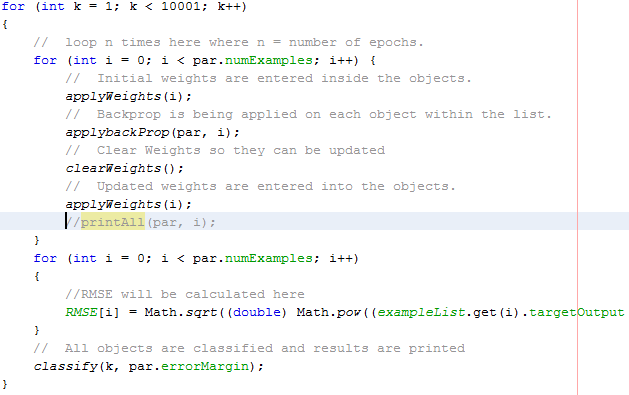 for (int k = 1; k < 10001; k++)
{
    //  loop n times here where n = number of epochs.
    for (int i = 0; i < par.numExamples; i++) {
        //  Initial weights are entered inside the objects.
        applyWeights(i);
        //  Backprop is being applied on each object within the list.
        applybackProp(par, i);
        //  Clear Weights so they can be updated
        clearWeights();
        //  Updated weights are entered into the objects.
        applyWeights(i);
        //printAll(par, i);
    }
    for (int i = 0; i < par.numExamples; i++)
    {
        //RMSE will be calculated here
        RMSE[i] = Math.sqrt((double) Math.pow((exampleList.get(i).targetOutput
    }
    //  All objects are classified and results are printed
    classify(k, par.errorMargin);
}